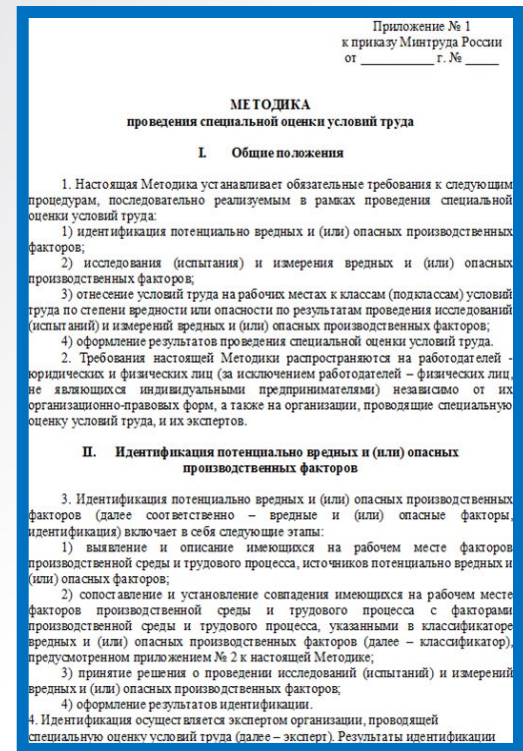 Приложение № 1
к приказу Минтруда России
от ____________ г. № _____
МЕТОДИКА
проведения специальной оценки условий труда
I. Общие положения
1. Настоящая Методика устанавливает обязательные требования к следующим
процедурам, последовательно реализуемым в рамках проведения специальной
оценки условий труда:
1) идентификация потенциально вредных и (или) опасных производственных
факторов;
2) исследования (испытания) и измерения вредных и (или) опасных
производственных факторов;
3) отнесение условий труда на рабочих местах к классам (подклассам) условий
труда по степени вредности или опасности по результатам проведения исследований
(испытаний) и измерений вредных и (или) опасных производственных факторов;
4) оформление результатов проведения специальной оценки условий труда.
2. Требования настоящей Методики распространяются на работодателей -
юридических и физических лиц (за исключением работодателей – физических лиц,
не являющихся индивидуальными предпринимателями) независимо от их
организационно-правовых форм, а также на организации, проводящие специальную
оценку условий труда, и их экспертов.
II. Идентификация потенциально вредных и (или) опасных
производственных факторов
3. Идентификация потенциально вредных и (или) опасных производственных
факторов (далее соответственно – вредные и (или) опасные факторы,
идентификация) включает в себя следующие этапы:
1) выявление и описание имеющихся на рабочем месте факторов
производственной среды и трудового процесса, источников потенциально вредных и
(или) опасных факторов;
2) сопоставление и установление совпадения имеющихся на рабочем месте
факторов производственной среды и трудового процесса с факторами
производственной среды и трудового процесса, указанными в классификаторе
вредных и (или) опасных производственных факторов (далее – классификатор),
предусмотренном приложением № 2 к настоящей Методике;
3) принятие решения о проведении исследований (испытаний) и измерений
вредных и (или) опасных производственных факторов;
4) оформление результатов идентификации.
4. Идентификация осуществляется экспертом организации, проводящей
специальную оценку условий труда (далее – эксперт). Результаты идентификации